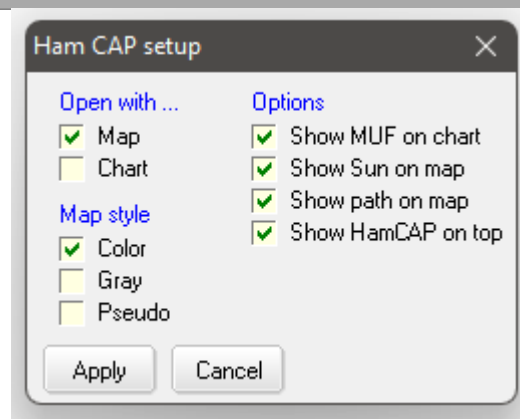 Ham CAP setup
Open with ...
Map
Chart
Map style
Color
Gray
Pseudo
Options
Show MUF on chart
Show Sun on map
Show path on map
Show HamCAP on top
Apply
Cancel